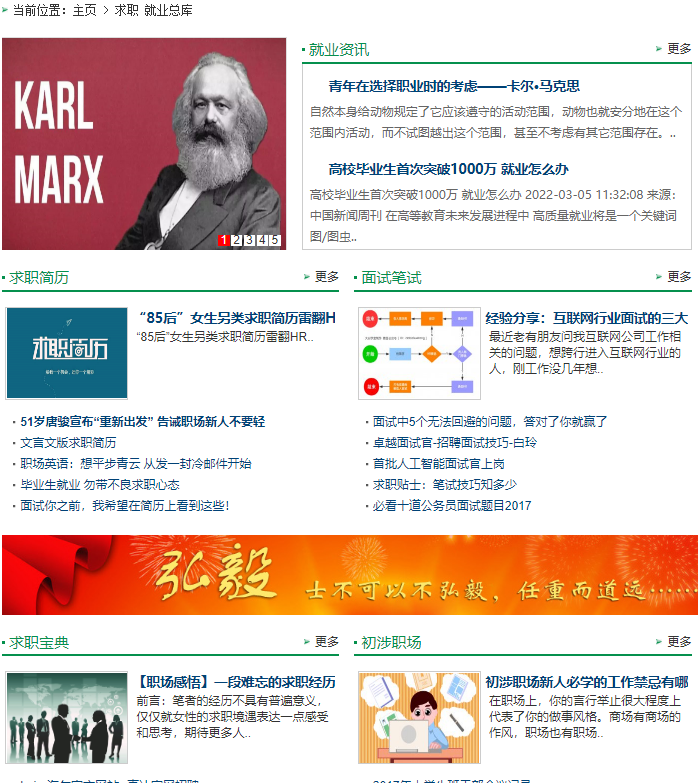 当前位置：主页 > 求职 就业总库
KARL
MARX
1 2 3 4 5
就业资讯
更多
青年在选择职业时的考虑——卡尔·马克思
自然本身给动物规定了它应该遵守的活动范围，动物也就安分地在这个
范围内活动，而不试图越出这个范围，甚至不考虑有其它范围存在。..
高校毕业生首次突破1000万 就业怎么办
高校毕业生首次突破1000万 就业怎么办 2022-03-05 11:32:08 来源：
中国新闻周刊 在高等教育未来发展进程中 高质量就业将是一个关键词
图/图虫..
求职简历
更多
求职简历
“85后”女生另类求职简历雷翻H
“85后”女生另类求职简历雷翻HR..
· 51岁唐骏宣布“重新出发” 告诫职场新人不要轻
· 文言文版求职简历
· 职场英语：想平步青云 从发一封冷邮件开始
· 毕业生就业 勿带不良求职心态
· 面试你之前，我希望在简历上看到这些！
面试笔试
更多
经验分享：互联网行业面试的三大
最近老有朋友问我互联网公司工作相
关的问题，想跨行进入互联网行业的
人，刚工作没几年想..
· 面试中5个无法回避的问题，答对了你就赢了
· 卓越面试官-招聘面试技巧-白玲
· 首批人工智能面试官上岗
· 求职贴士：笔试技巧知多少
· 必看十道公务员面试题目2017
弘毅 士不可以不弘毅，任重而道远······
求职宝典
更多
【职场感悟】一段难忘的求职经历
前言：笔者的经历不具有普遍意义，
仅仅就女性的求职境遇表达一点感受
和思考，期待更多人..
初涉职场
更多
初涉职场新人必学的工作禁忌有哪
在职场上，你的言行举止很大程度上
代表了你的做事风格。商场有商场的
作风，职场也有职场..